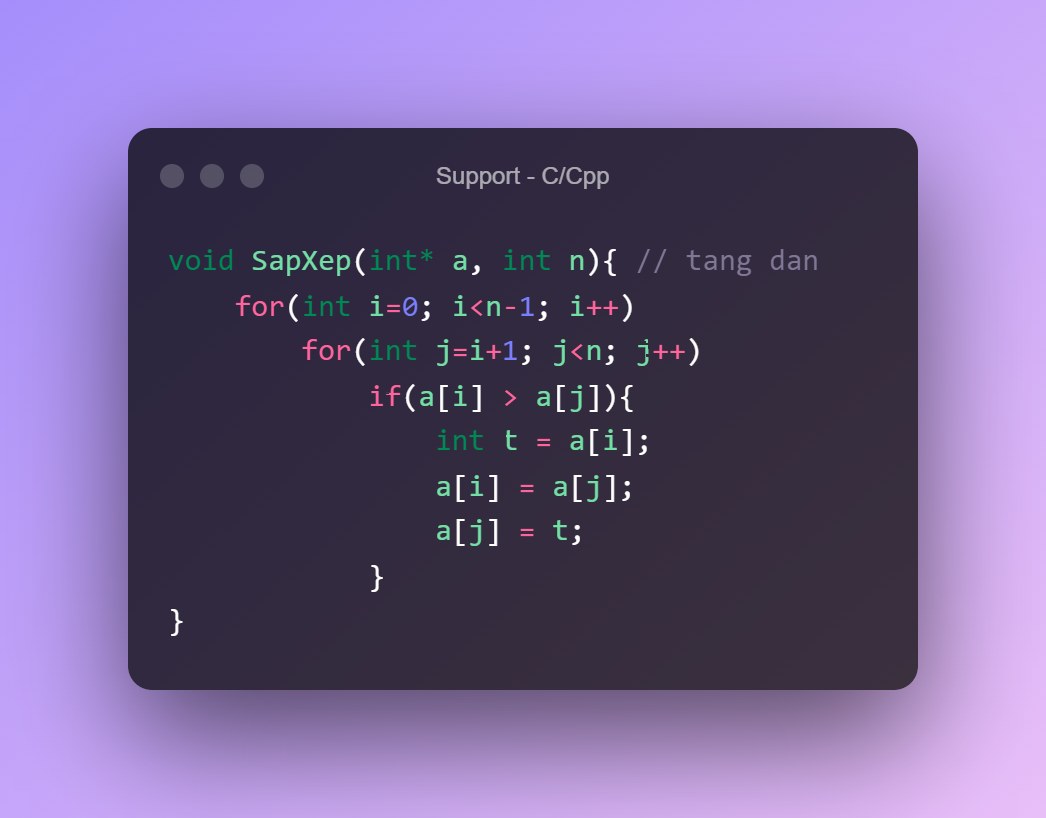 Support - C/Cpp
void SapXep(int* a, int n){ // tang dan
    for(int i=0; i<n-1; i++)
        for(int j=i+1; j<n; j++)
            if(a[i] > a[j]){
                int t = a[i];
                a[i] = a[j];
                a[j] = t;
            }
}